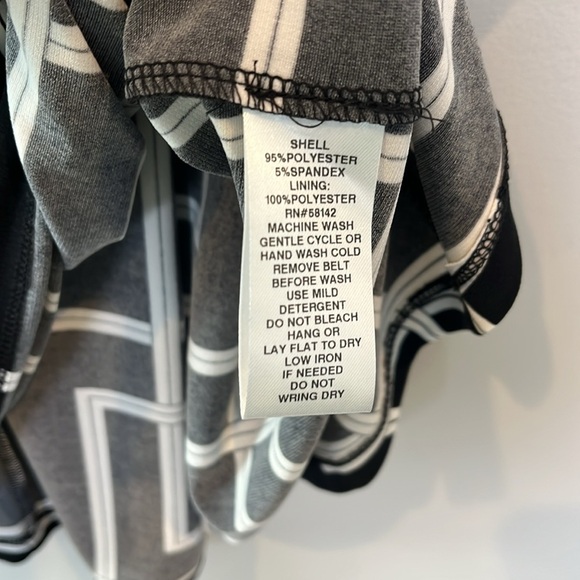 SHELL
95%POLYESTER
5%SPANDEX
LINING:
100%POLYESTER
RN#58142
MACHINE WASH
GENTLE CYCLE OR
HAND WASH COLD
REMOVE BELT
BEFORE WASH
USE MILD
DETERGENT
DO NOT BLEACH
HANG OR
LAY FLAT TO DRY
LOW IRON
IF NEEDED
DO NOT
WRING DRY